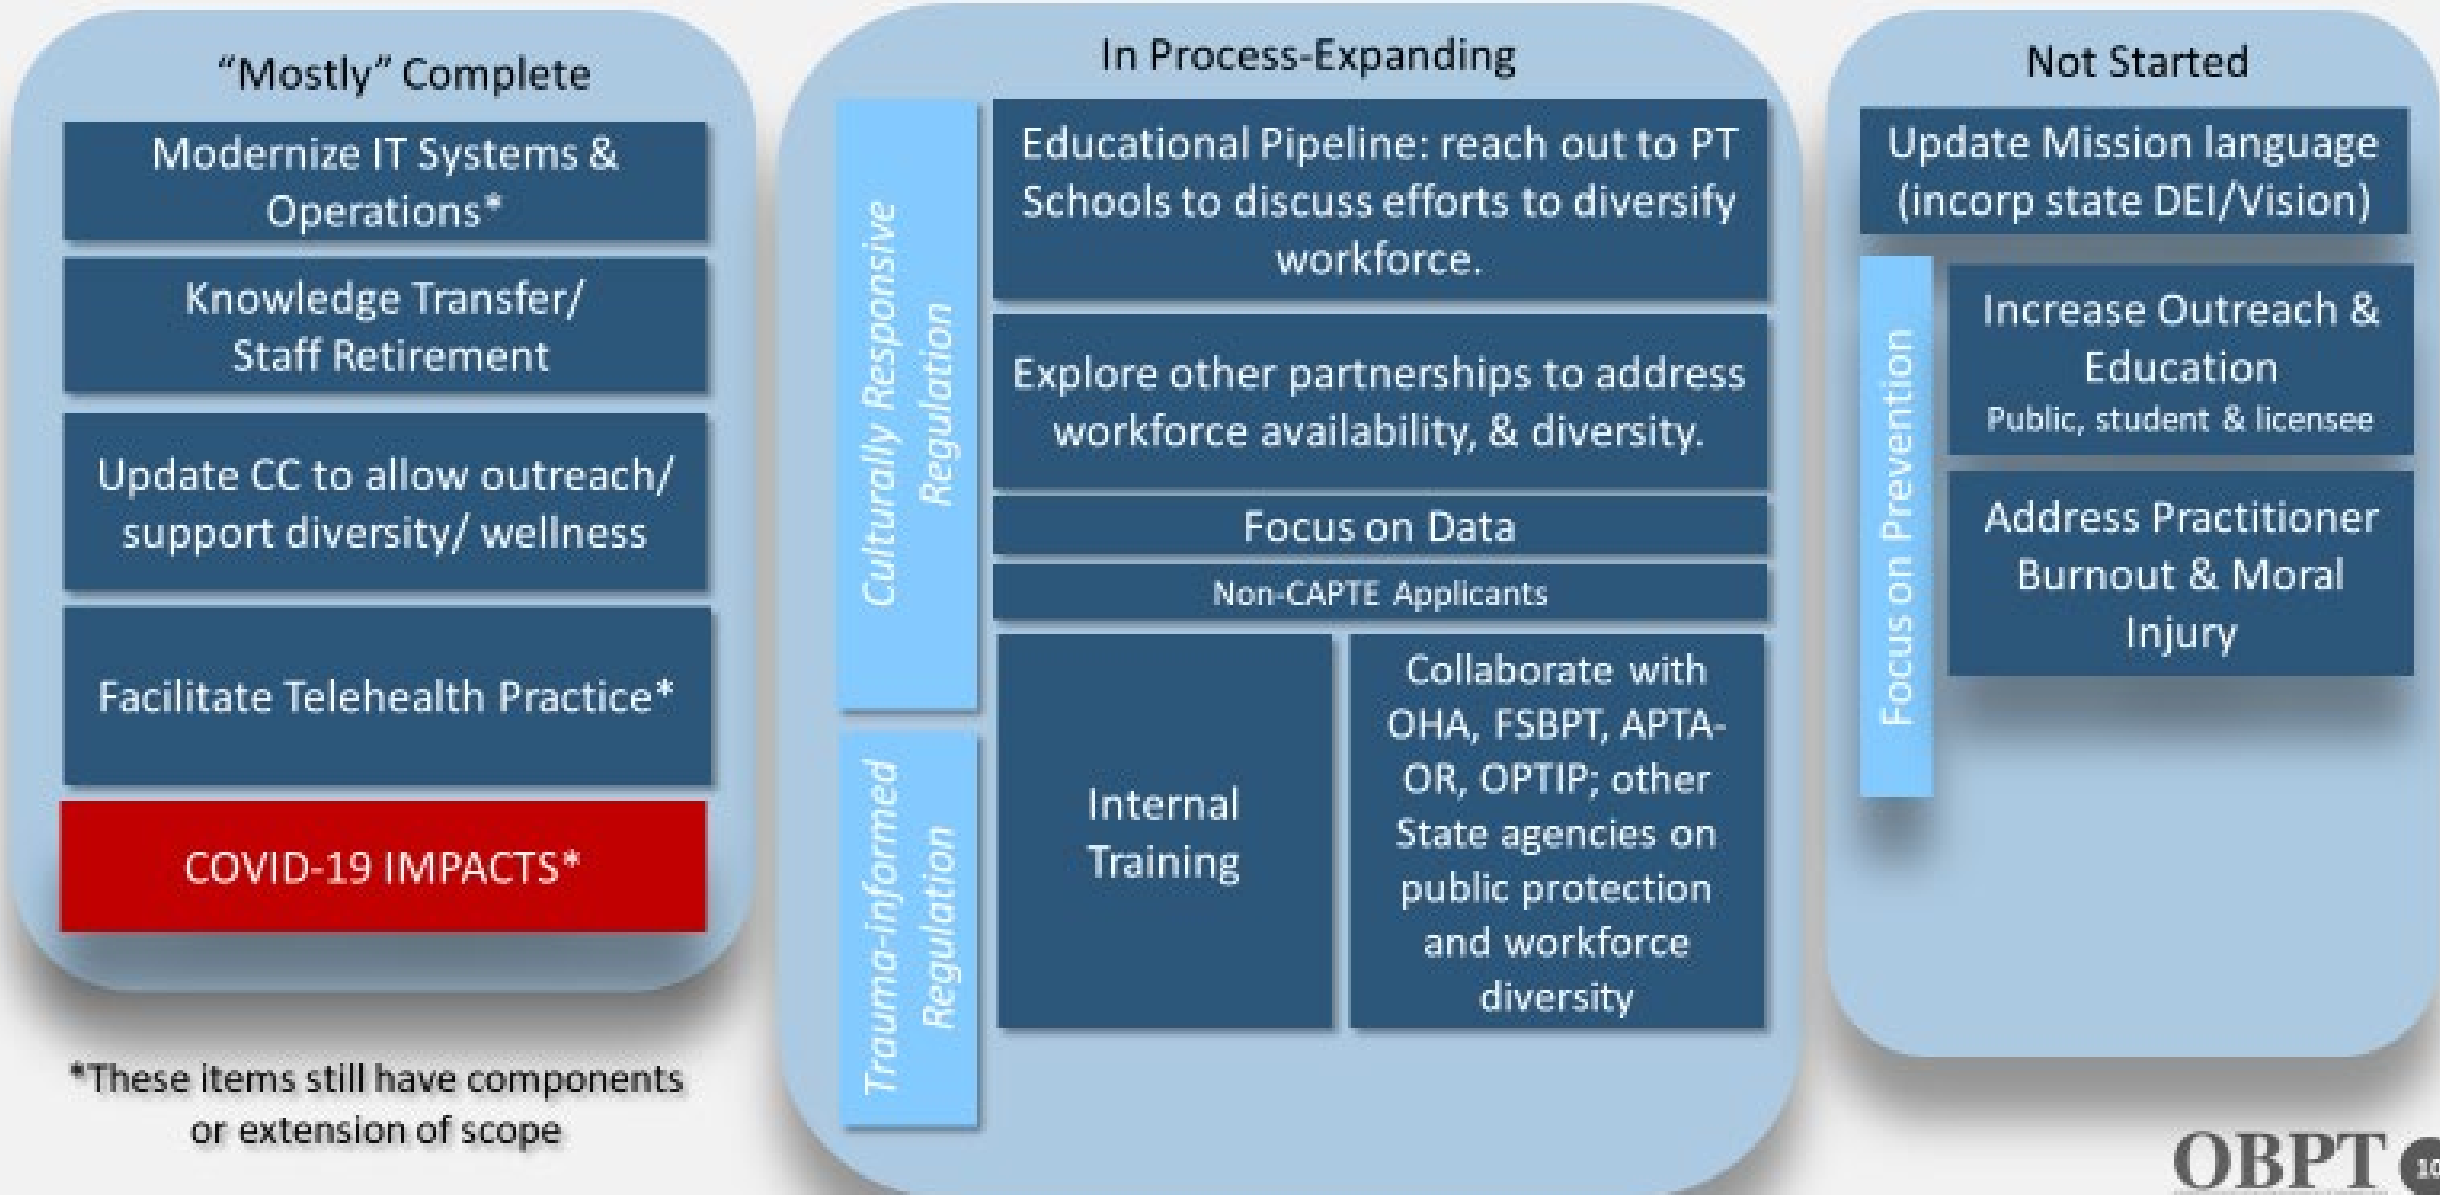 “Mostly” Complete
Modernize IT Systems &
Operations*
Knowledge Transfer/
Staff Retirement
Update CC to allow outreach/
support diversity/ wellness
Facilitate Telehealth Practice*
COVID-19 IMPACTS*
*These items still have components
or extension of scope
In Process-Expanding
Culturally Responsive
Regulation
Educational Pipeline: reach out to PT
Schools to discuss efforts to diversify
workforce.
Explore other partnerships to address
workforce availability, & diversity.
Focus on Data
Non-CAPTE Applicants
Trauma-informed
Regulation
Internal
Training
Collaborate with
OHA, FSBPT, APTA-
OR, OPTIP; other
State agencies on
public protection
and workforce
diversity
Not Started
Update Mission language
(incorp state DEI/Vision)
Focus on Prevention
Increase Outreach &
Education
Public, student & licensee
Address Practitioner
Burnout & Moral
Injury
OBPT
10